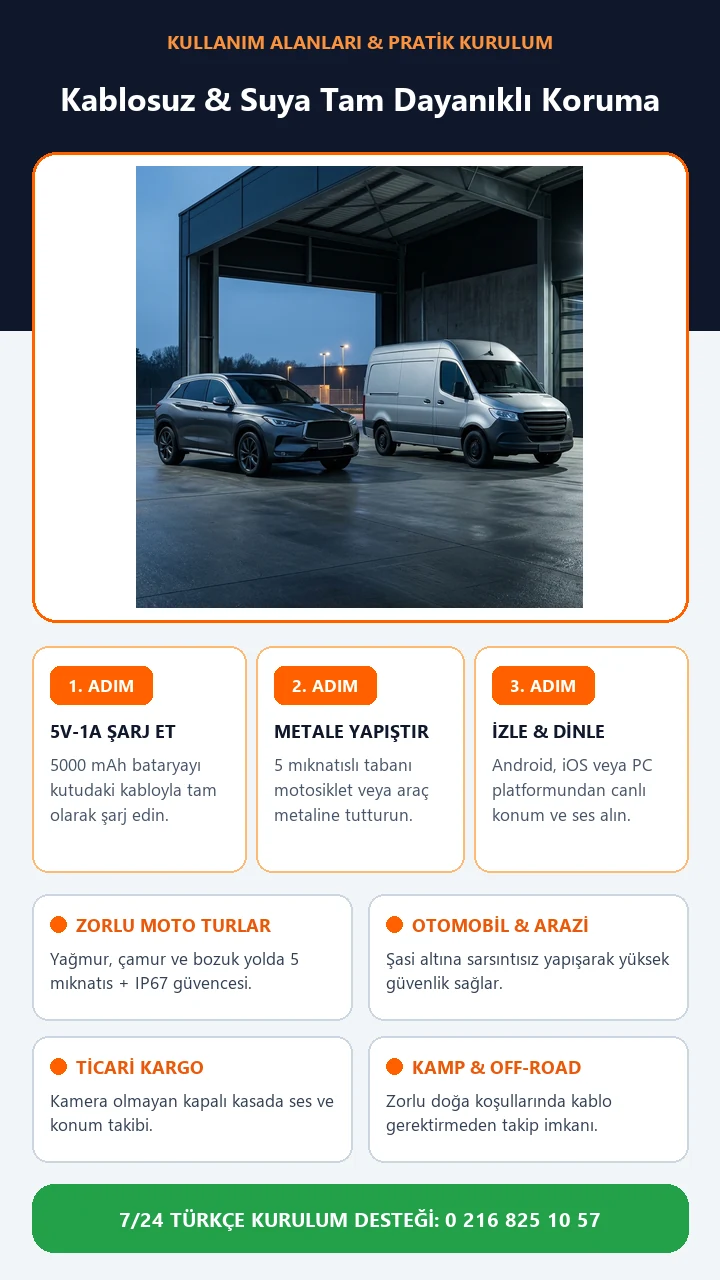 KULLANIM ALANLARI & PRATİK KURULUM
Kablosuz & Suya Tam Dayanıklı Koruma
1. ADIM
5V-1A ŞARJ ET
5000 mAh bataryayı
kutudaki kabloyla tam
olarak şarj edin.
2. ADIM
METALE YAPIŞTIR
5 mıknatıslı tabanı
motosiklet veya araç
metaline tutturun.
3. ADIM
İZLE & DİNLE
Android, iOS veya PC
platformundan canlı
konum ve ses alın.
ZORLU MOTO TURLAR
Yağmur, çamur ve bozuk yolda 5
mıknatıs + IP67 güvencesi.
OTOMOBİL & ARAZİ
Şasi altına sarsıntısız yapışarak yüksek
güvenlik sağlar.
TİCARİ KARGO
Kamera olmayan kapalı kasada ses ve
konum takibi.
KAMP & OFF-ROAD
Zorlu doğa koşullarında kablo
gerektirmeden takip imkanı.
7/24 TÜRKÇE KURULUM DESTEĞİ: 0 216 825 10 57